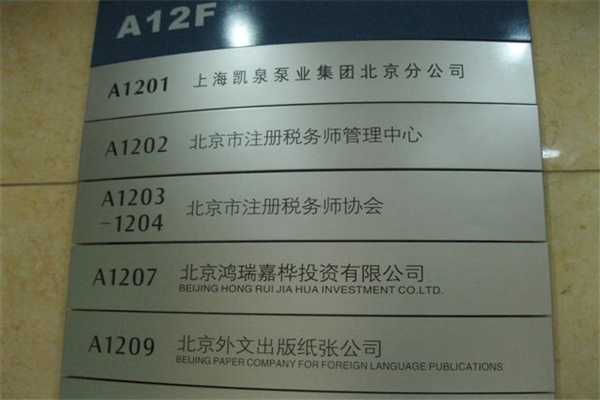 A12F
A1201 上海凯泉泵业集团北京分公司
A1202 北京市注册税务师管理中心
A1203
-1204 北京市注册税务师协会
A1207 北京鸿瑞嘉桦投资有限公司
BEIJING HONG RUI JIA HUA INVESTMENT CO.LTD.
A1209 北京外文出版纸张公司
BEIJING PAPER COMPANY FOR FOREIGN LANGUAGE PUBLICATIONS